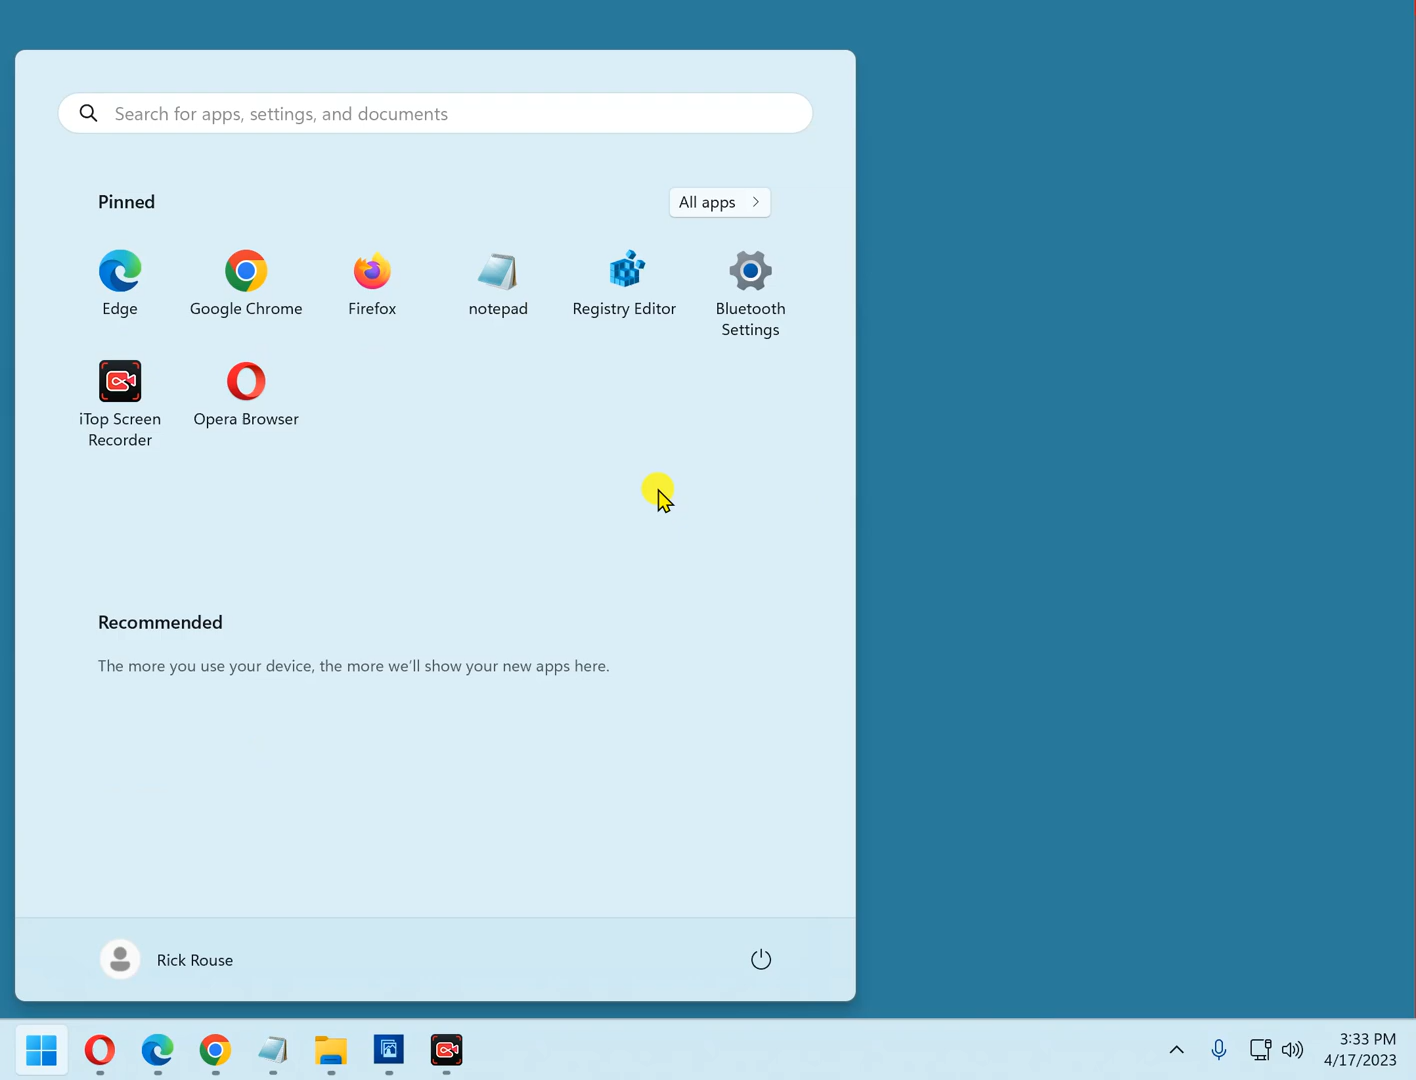 Search for apps, settings, and documents
Pinned
All apps
Edge
Google Chrome
Firefox
notepad
Registry Editor
Bluetooth
Settings
iTop Screen
Recorder
Opera Browser
Recommended
The more you use your device, the more we’ll show your new apps here.
Rick Rouse
3:33 PM
4/17/2023